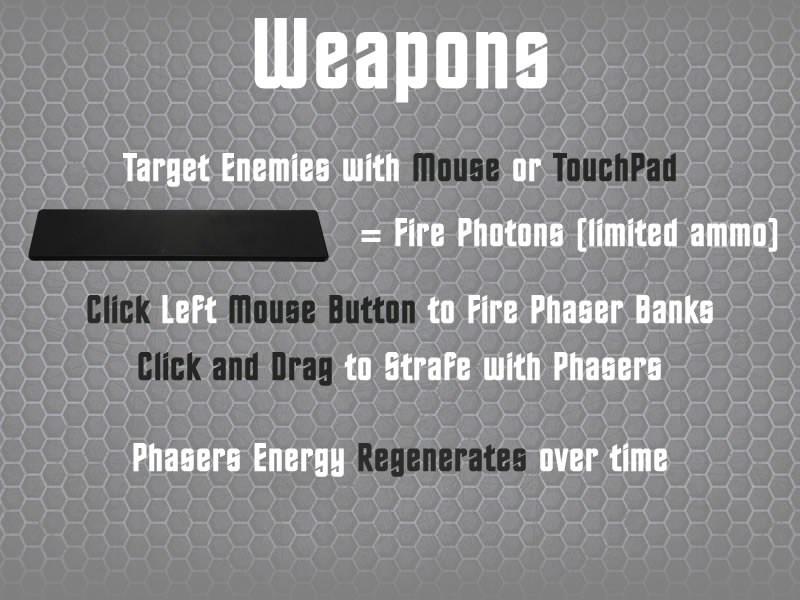 Weapons
Target Enemies with Mouse or TouchPad
= Fire Photons (limited ammo)
Click Left Mouse Button to Fire Phaser Banks
Click and Drag to Strafe with Phasers
Phasers Energy Regenerates over time